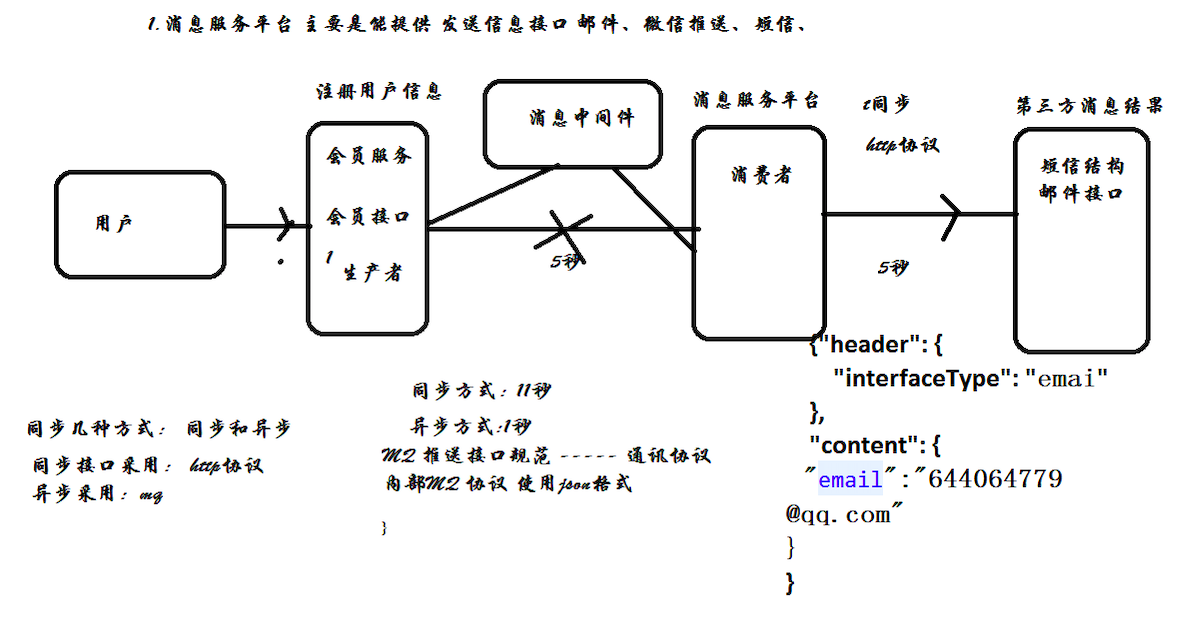 1.消息服务平台 主要是能提供 发送信息接口 邮件、微信推送、短信、
注册用户信息
消息中间件
消息服务平台
t同步
http协议
第三方消息结果
用户
会员服务
会员接口
1
生产者
5秒
消费者
5秒
短信结构
邮件接口
同步几种方式： 同步和异步
同步接口采用： http协议
异步采用：mq
同步方式：11秒
异步方式:1秒
MQ 推送接口规范 ----- 通讯协议
内部MQ 协议 使用json格式
}
{"header": {
"interfaceType": "emai"
},
"content": {
"email":"644064779
@qq.com"
}
}